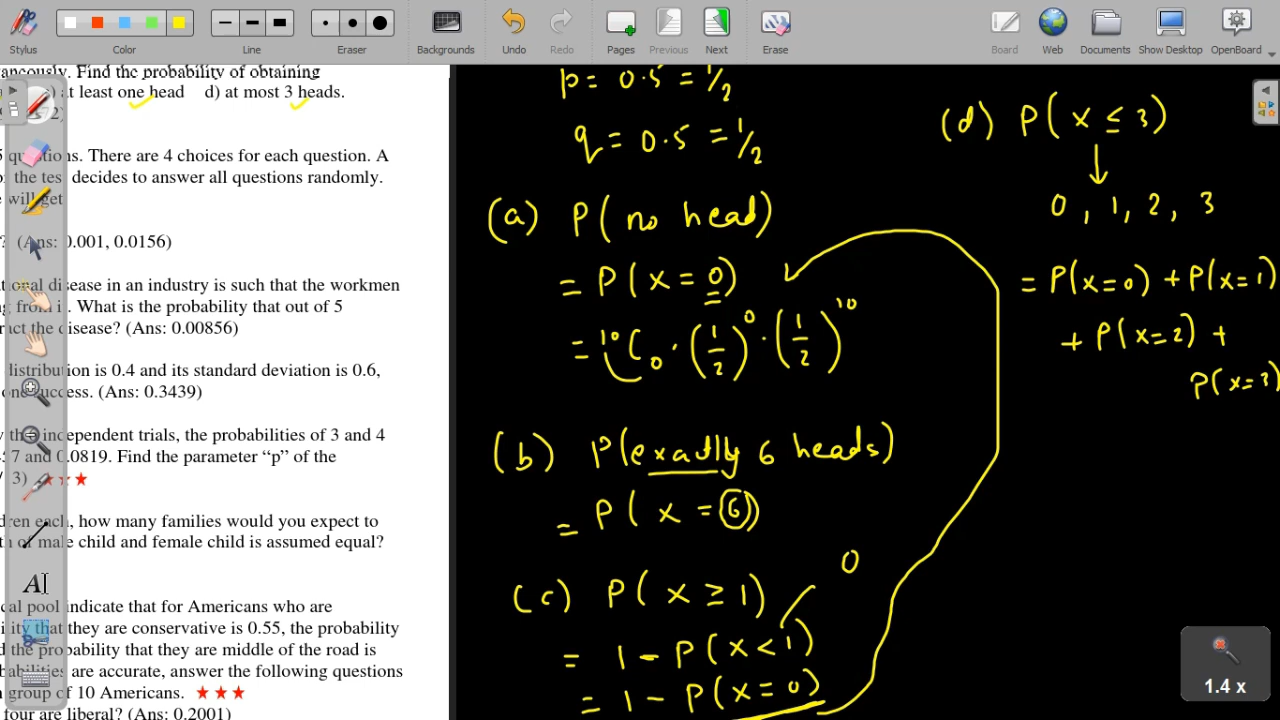 Stylus Color Line Eraser Backgrounds Undo Redo Pages Previous Next Erase Board Web Documents Show Desktop OpenBoard
Find the probability of obtaining
at least one head d) at most 3 heads.
There are 4 choices for each question. A
decides to answer all questions randomly.
will get
? (Ans: 0.001, 0.0156)
disease in an industry is such that the workmen
What is the probability that out of 5
the disease? (Ans: 0.00856)
distribution is 0.4 and its standard deviation is 0.6,
one success. (Ans: 0.3439)
independent trials, the probabilities of 3 and 4
and 0.0819. Find the parameter “p” of the
3) ★★★
each, how many families would you expect to
of male child and female child is assumed equal?
pool indicate that for Americans who are
that they are conservative is 0.55, the probability
the probability that they are middle of the road is
are accurate, answer the following questions
group of 10 Americans. ★★★
four are liberal? (Ans: 0.2001)
p = 0.5 = 1/2
q = 0.5 = 1/2
(a) P(no head)
= P(x = 0)
= ¹⁰C₀ · (1/2)⁰ · (1/2)¹⁰
(b) P(exactly 6 heads)
= P(x = 6)
0
(c) P(x ≥ 1)
= 1 - P(x < 1)
= 1 - P(x = 0)
(d) P(x ≤ 3)
0, 1, 2, 3
= P(x=0) + P(x=1)
+ P(x=2) +
P(x=3)
1.4 x